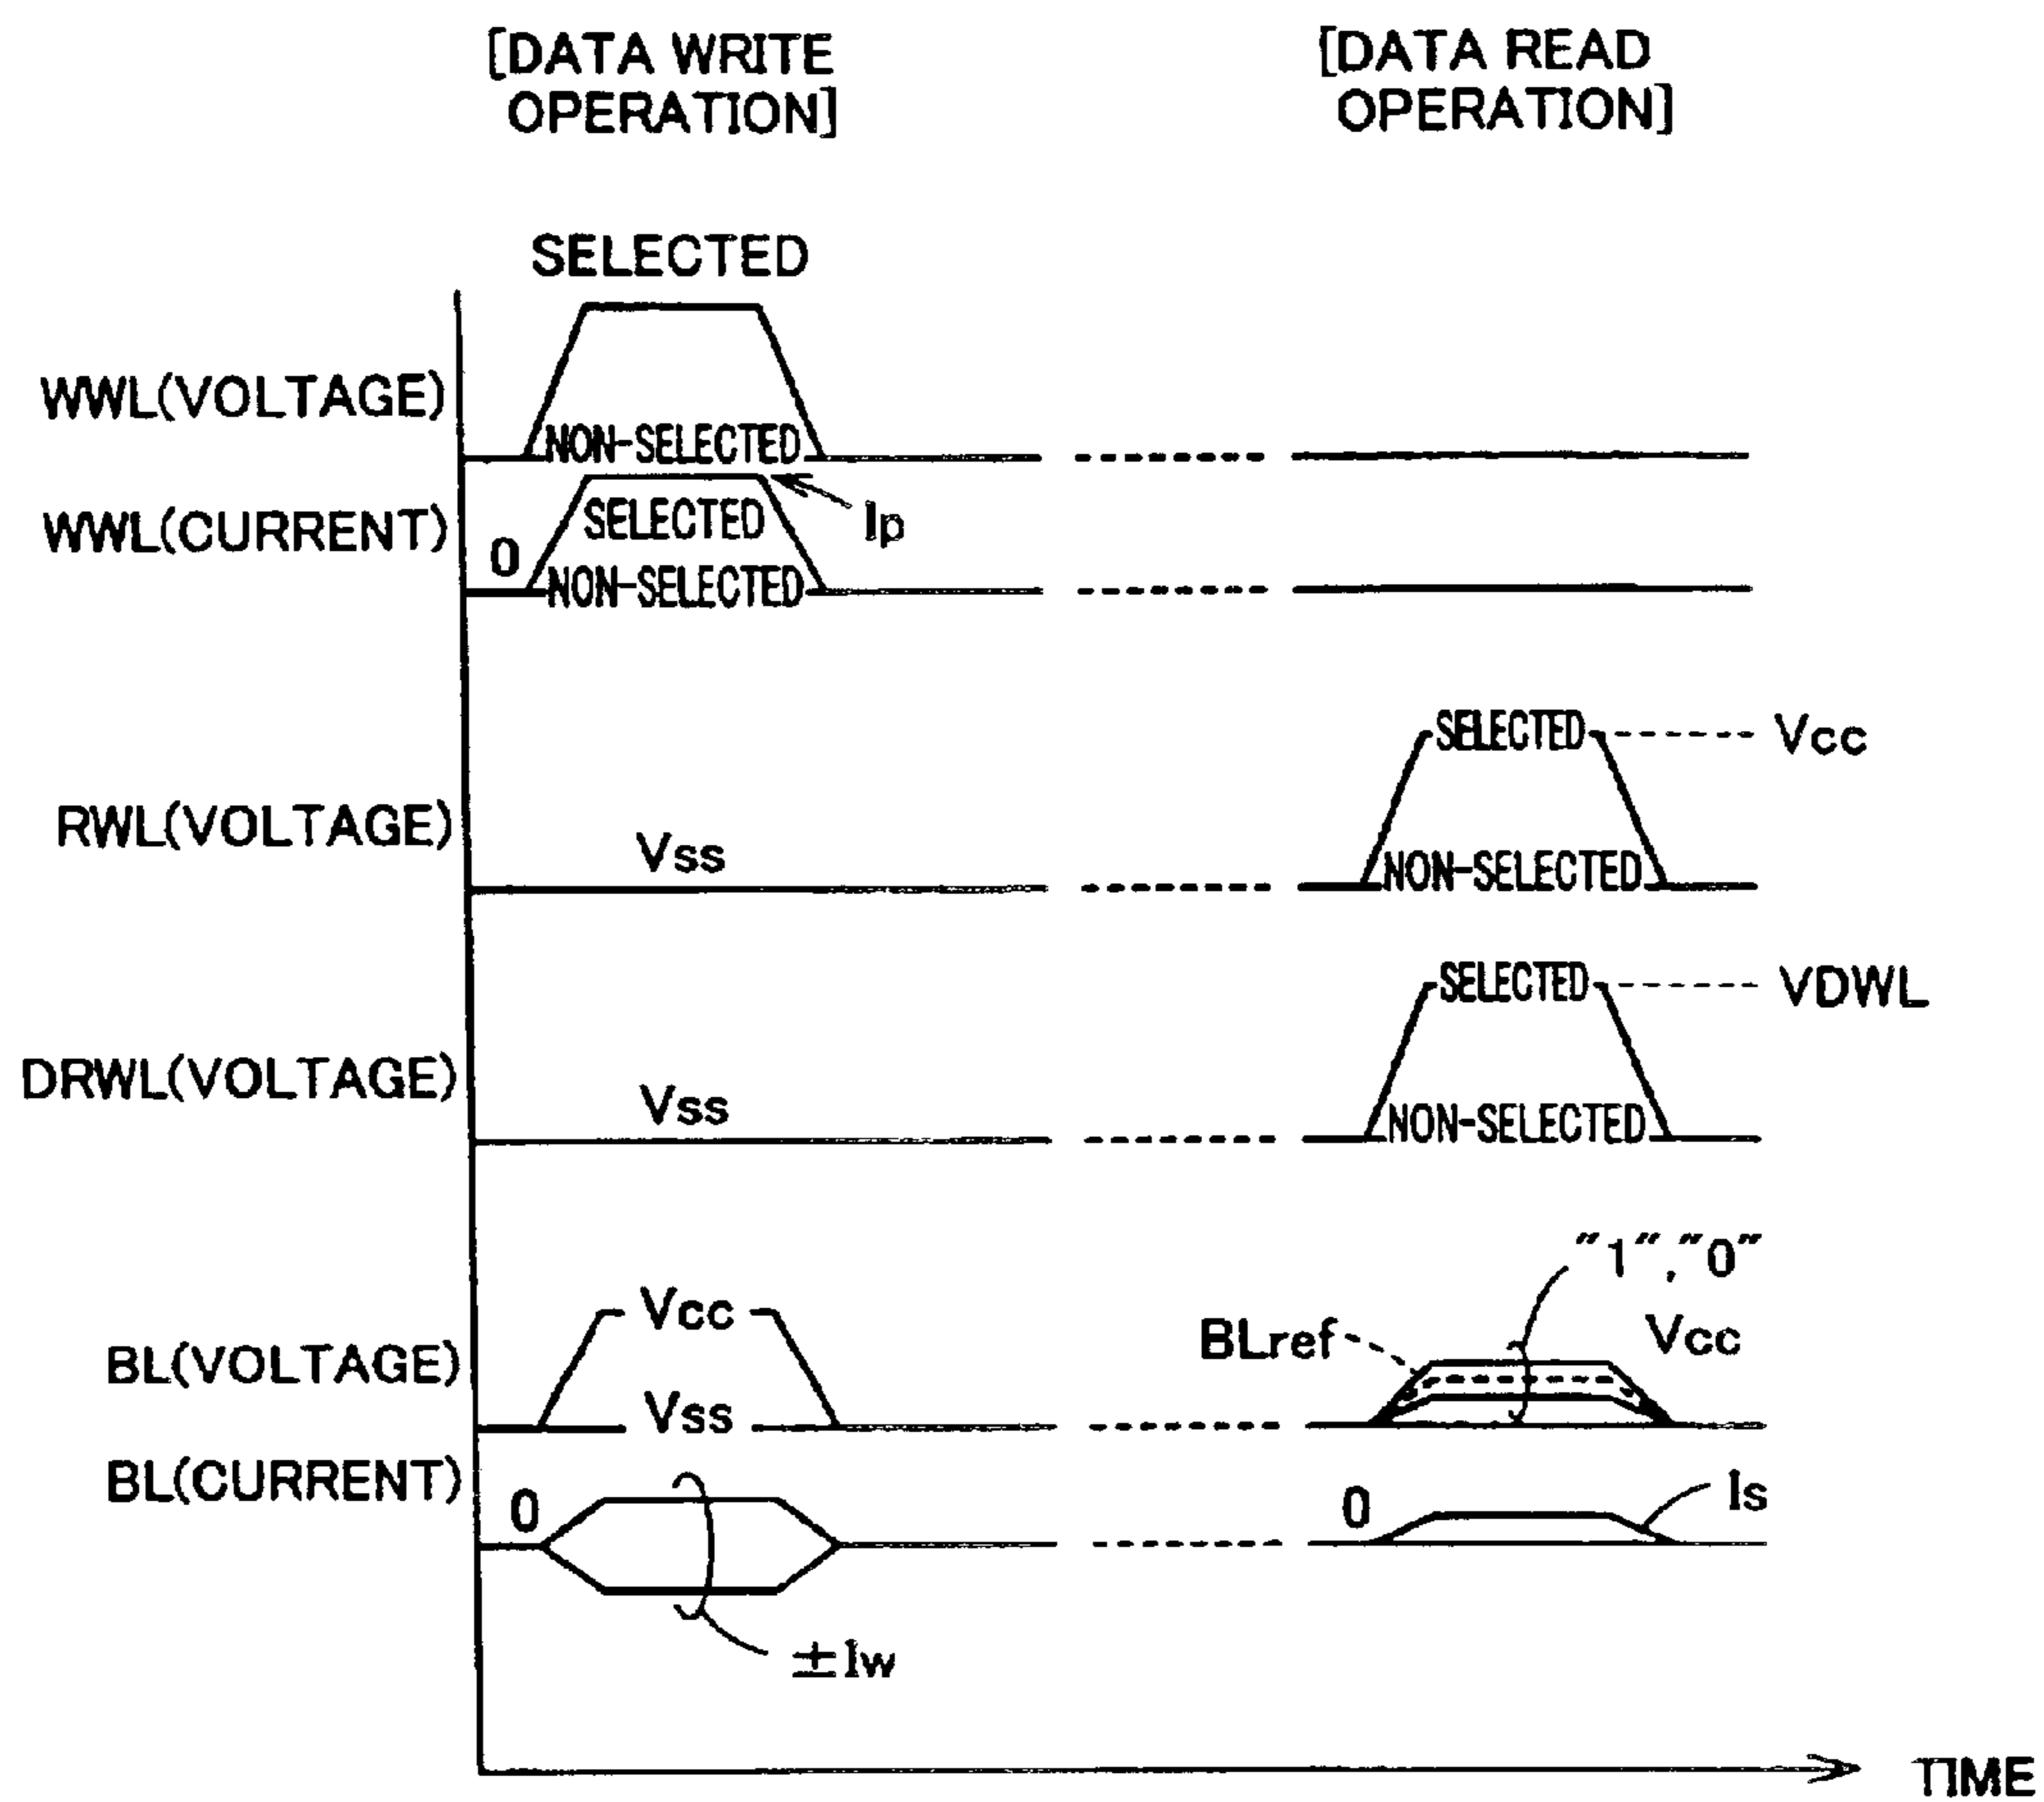 [DATA WRITE
OPERATION]
[DATA READ
OPERATION]
SELECTED
WWL(VOLTAGE)
NON-SELECTED
WWL(CURRENT)
0
SELECTED
Ip
NON-SELECTED
SELECTED
Vcc
RWL(VOLTAGE)
Vss
NON-SELECTED
SELECTED
VDWL
DRWL(VOLTAGE)
Vss
NON-SELECTED
"1","0"
Vcc
BLref
Vcc
BL(VOLTAGE)
Vss
BL(CURRENT)
0
0
Is
±Iw
TIME